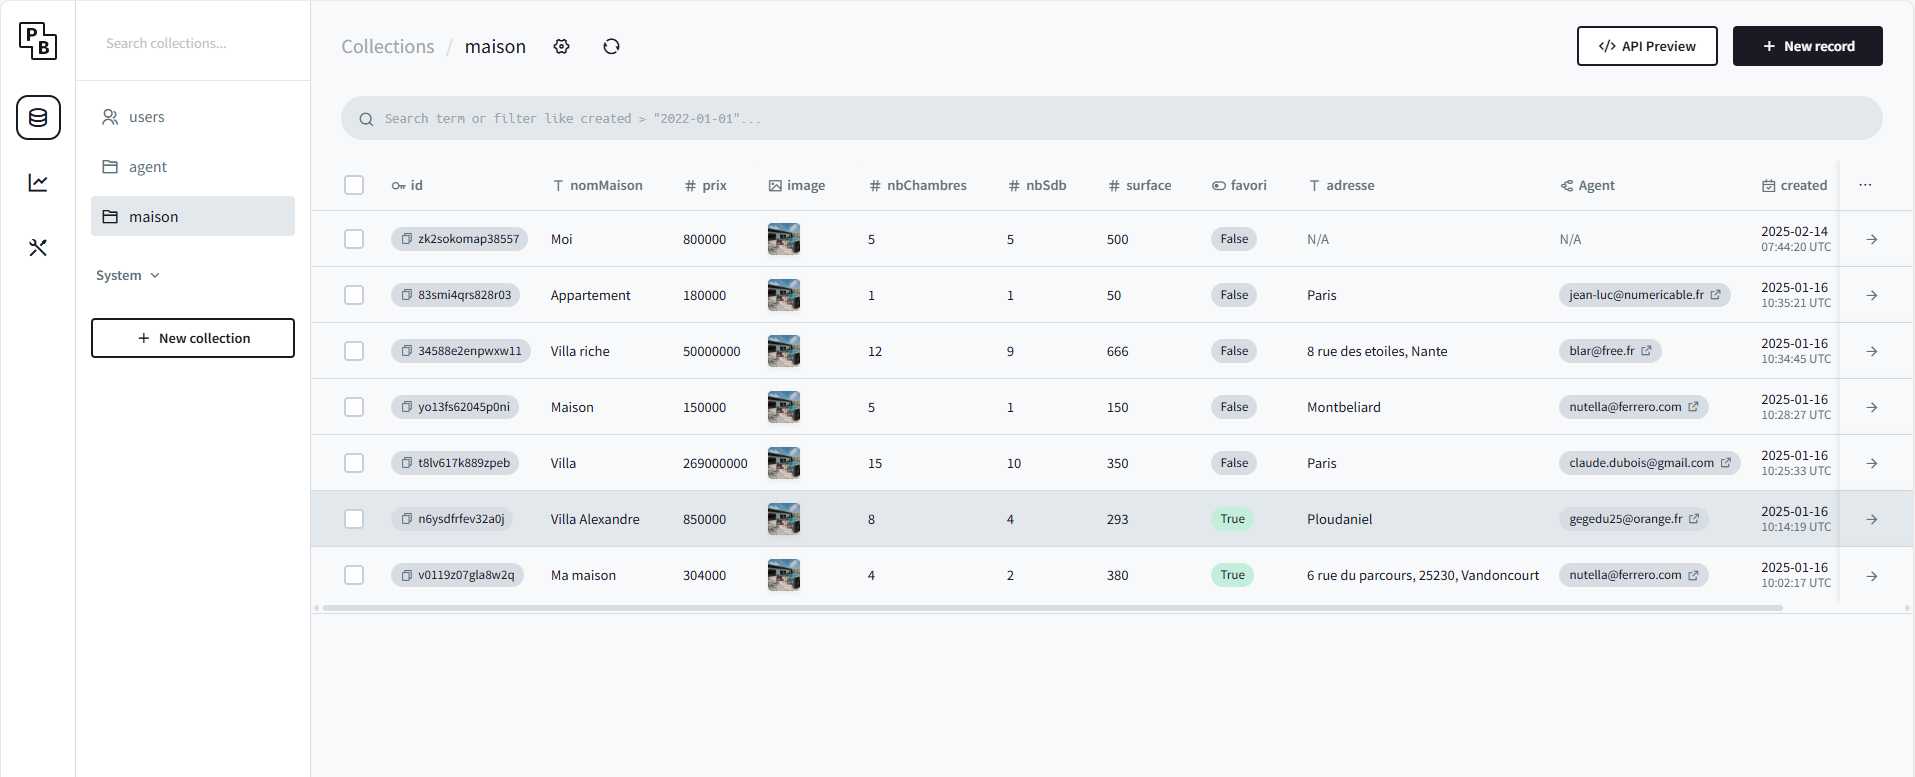 PB
Search collections...
users
agent
maison
System
New collection
Collections / maison
API Preview
New record
Search term or filter like created > "2022-01-01"...
id nomMaison prix image nbChambres nbSdb surface favori adresse Agent created
zk2sokomap38557 Moi 800000 5 5 500 False N/A N/A 2025-02-14 07:44:20 UTC
83smi4qrs828r03 Appartement 180000 1 1 50 False Paris jean-luc@numericable.fr 2025-01-16 10:35:21 UTC
34588e2enpwxw11 Villa riche 50000000 12 9 666 False 8 rue des etoiles, Nante blar@free.fr 2025-01-16 10:34:45 UTC
yo13fs62045p0ni Maison 150000 5 1 150 False Montbeliard nutella@ferrero.com 2025-01-16 10:28:27 UTC
t8lv617k889zpeb Villa 269000000 15 10 350 False Paris claude.dubois@gmail.com 2025-01-16 10:25:33 UTC
n6ysdfrfev32a0j Villa Alexandre 850000 8 4 293 True Ploudaniel gegedu25@orange.fr 2025-01-16 10:14:19 UTC
v0119z07gla8w2q Ma maison 304000 4 2 380 True 6 rue du parcours, 25230, Vandoncourt nutella@ferrero.com 2025-01-16 10:02:17 UTC